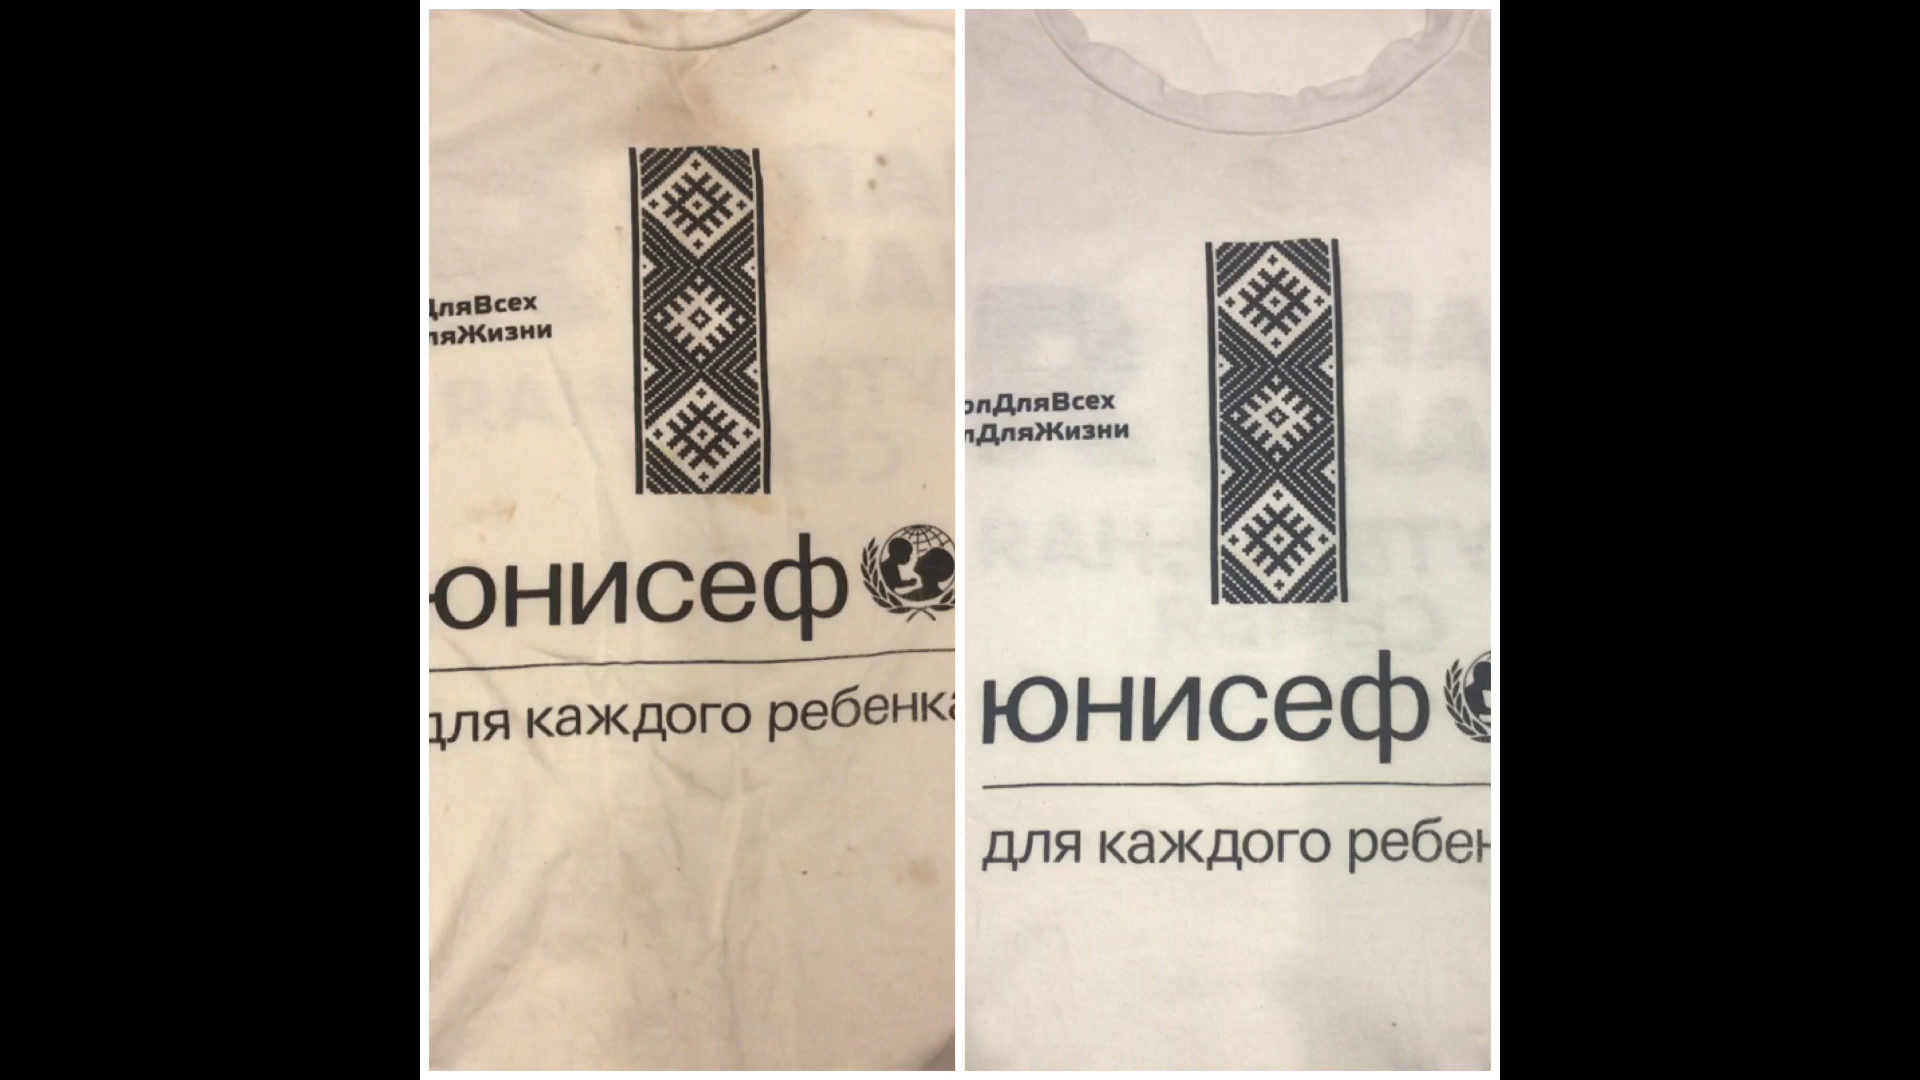 ДляВсех
ляЖизни
юнисеф
для каждого ребенка
олДляВсех
лДляЖизни
юнисеф
для каждого ребен